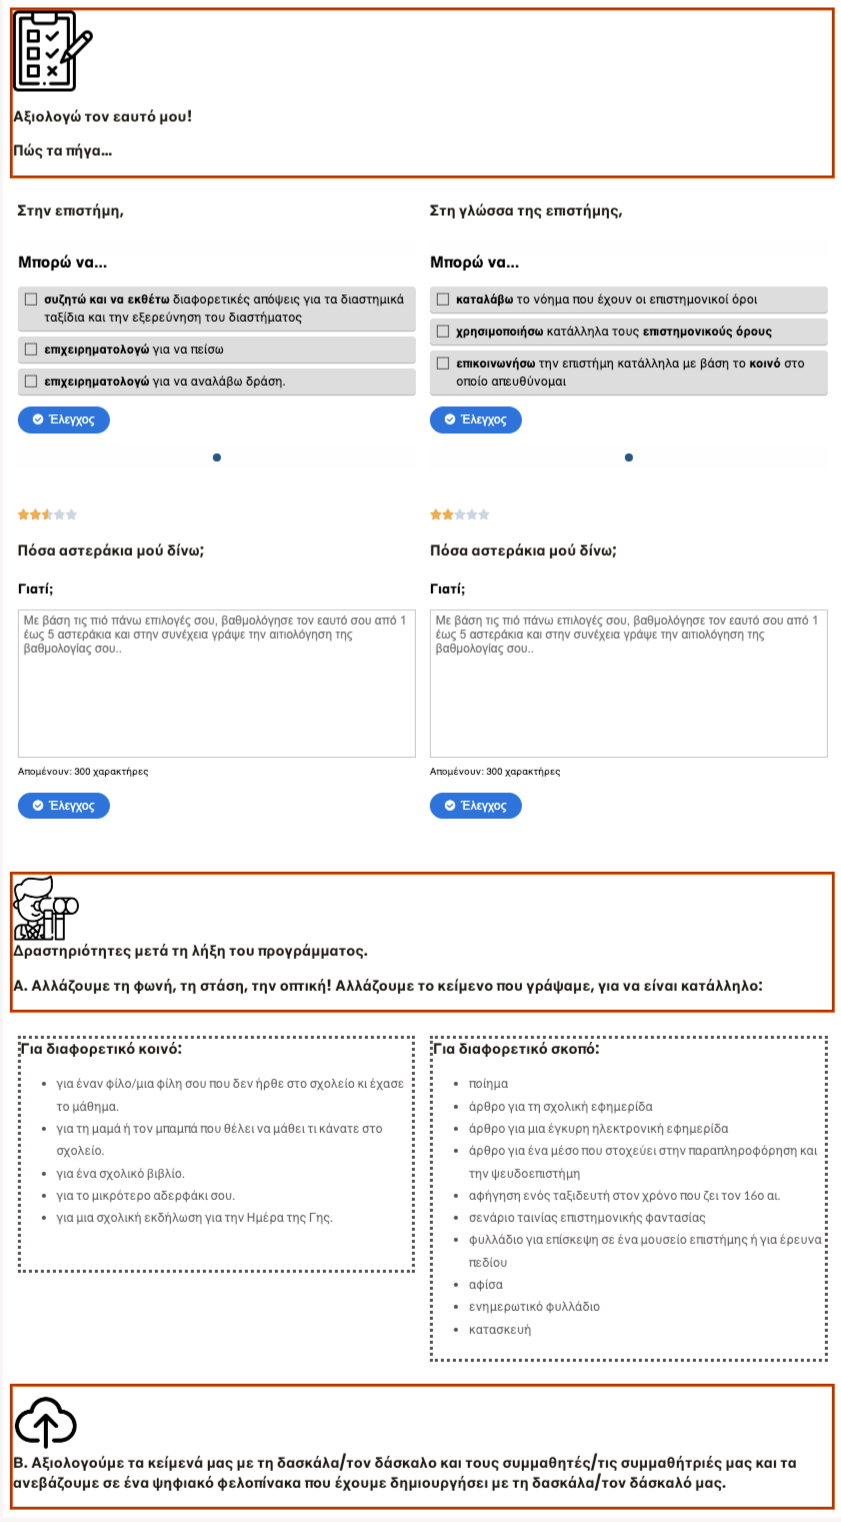 Αξιολογώ τον εαυτό μου!
Πώς τα πήγα...
Στην επιστήμη,
Μπορώ να...
συζητώ και να εκθέτω διαφορετικές απόψεις για τα διαστημικά
ταξίδια και την εξερεύνηση του διαστήματος
επιχειρηματολογώ για να πείσω
επιχειρηματολογώ για να αναλάβω δράση.
Έλεγχος
Πόσα αστεράκια μού δίνω;
Γιατί;
Με βάση τις πιό πάνω επιλογές σου, βαθμολόγησε τον εαυτό σου από 1
έως 5 αστεράκια και στην συνέχεια γράψε την αιτιολόγηση της
βαθμολογίας σου..
Απομένουν: 300 χαρακτήρες
Έλεγχος
Στη γλώσσα της επιστήμης,
Μπορώ να...
καταλάβω το νόημα που έχουν οι επιστημονικοί όροι
χρησιμοποιήσω κατάλληλα τους επιστημονικούς όρους
επικοινωνήσω την επιστήμη κατάλληλα με βάση το κοινό στο
οποίο απευθύνομαι
Έλεγχος
Πόσα αστεράκια μού δίνω;
Γιατί;
Με βάση τις πιό πάνω επιλογές σου, βαθμολόγησε τον εαυτό σου από 1
έως 5 αστεράκια και στην συνέχεια γράψε την αιτιολόγηση της
βαθμολογίας σου..
Απομένουν: 300 χαρακτήρες
Έλεγχος
Δραστηριότητες μετά τη λήξη του προγράμματος.
Α. Αλλάζουμε τη φωνή, τη στάση, την οπτική! Αλλάζουμε το κείμενο που γράψαμε, για να είναι κατάλληλο:
Για διαφορετικό κοινό:
• για έναν φίλο/μια φίλη σου που δεν ήρθε στο σχολείο κι έχασε
το μάθημα.
• για τη μαμά ή τον μπαμπά που θέλει να μάθει τι κάνατε στο
σχολείο.
• για ένα σχολικό βιβλίο.
• για το μικρότερο αδερφάκι σου.
• για μια σχολική εκδήλωση για την Ημέρα της Γης.
Για διαφορετικό σκοπό:
• ποίημα
• άρθρο για τη σχολική εφημερίδα
• άρθρο για μια έγκυρη ηλεκτρονική εφημερίδα
• άρθρο για ένα μέσο που στοχεύει στην παραπληροφόρηση και
την ψευδοεπιστήμη
• αφήγηση ενός ταξιδευτή στον χρόνο που ζει τον 16ο αι.
• σενάριο ταινίας επιστημονικής φαντασίας
• φυλλάδιο για επίσκεψη σε ένα μουσείο επιστήμης ή για έρευνα
πεδίου
• αφίσα
• ενημερωτικό φυλλάδιο
• κατασκευή
Β. Αξιολογούμε τα κείμενά μας με τη δασκάλα/τον δάσκαλο και τους συμμαθητές/τις συμμαθήτριές μας και τα
ανεβάζουμε σε ένα ψηφιακό φελοπίνακα που έχουμε δημιουργήσει με τη δασκάλα/τον δάσκαλό μας.